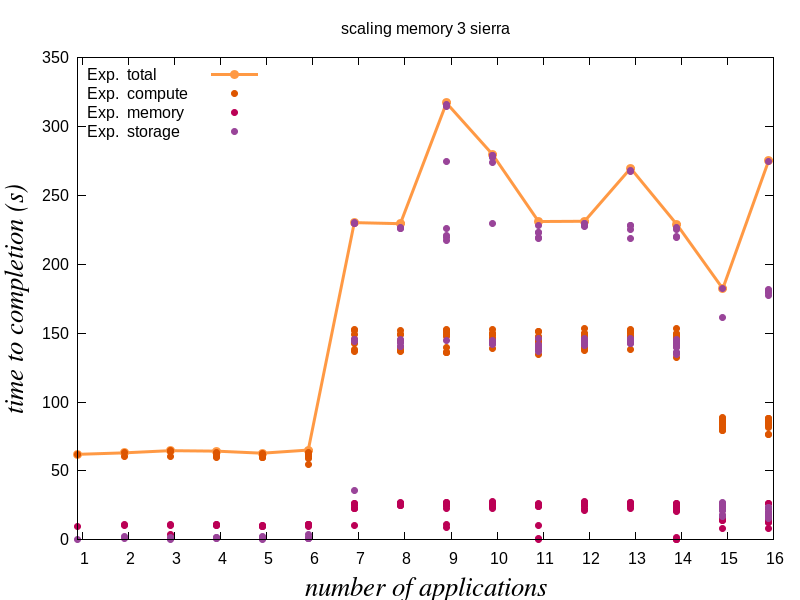 scaling memory 3 sierra
350
300
250
200
150
100
50
0
time to completion (s)
Exp. total
Exp. compute
Exp. memory
Exp. storage
1 2 3 4 5 6 7 8 9 10 11 12 13 14 15 16
number of applications